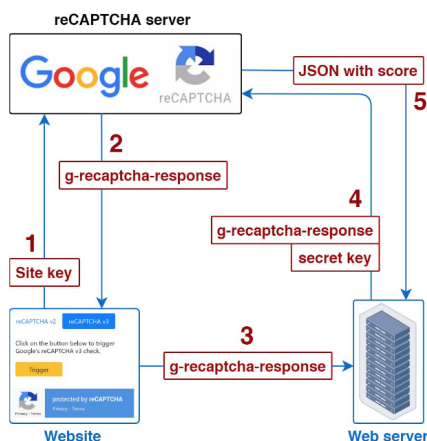 reCAPTCHA server
Google
reCAPTCHA
JSON with score
5
2
g-recaptcha-response
4
g-recaptcha-response
secret key
1
Site key
reCAPTCHA v2
reCAPTCHA v3
Click on the button below to trigger
Google's reCAPTCHA v3 check.
Trigger
protected by reCAPTCHA
Privacy - Terms
Privacy - Terms
3
g-recaptcha-response
Website
Web server